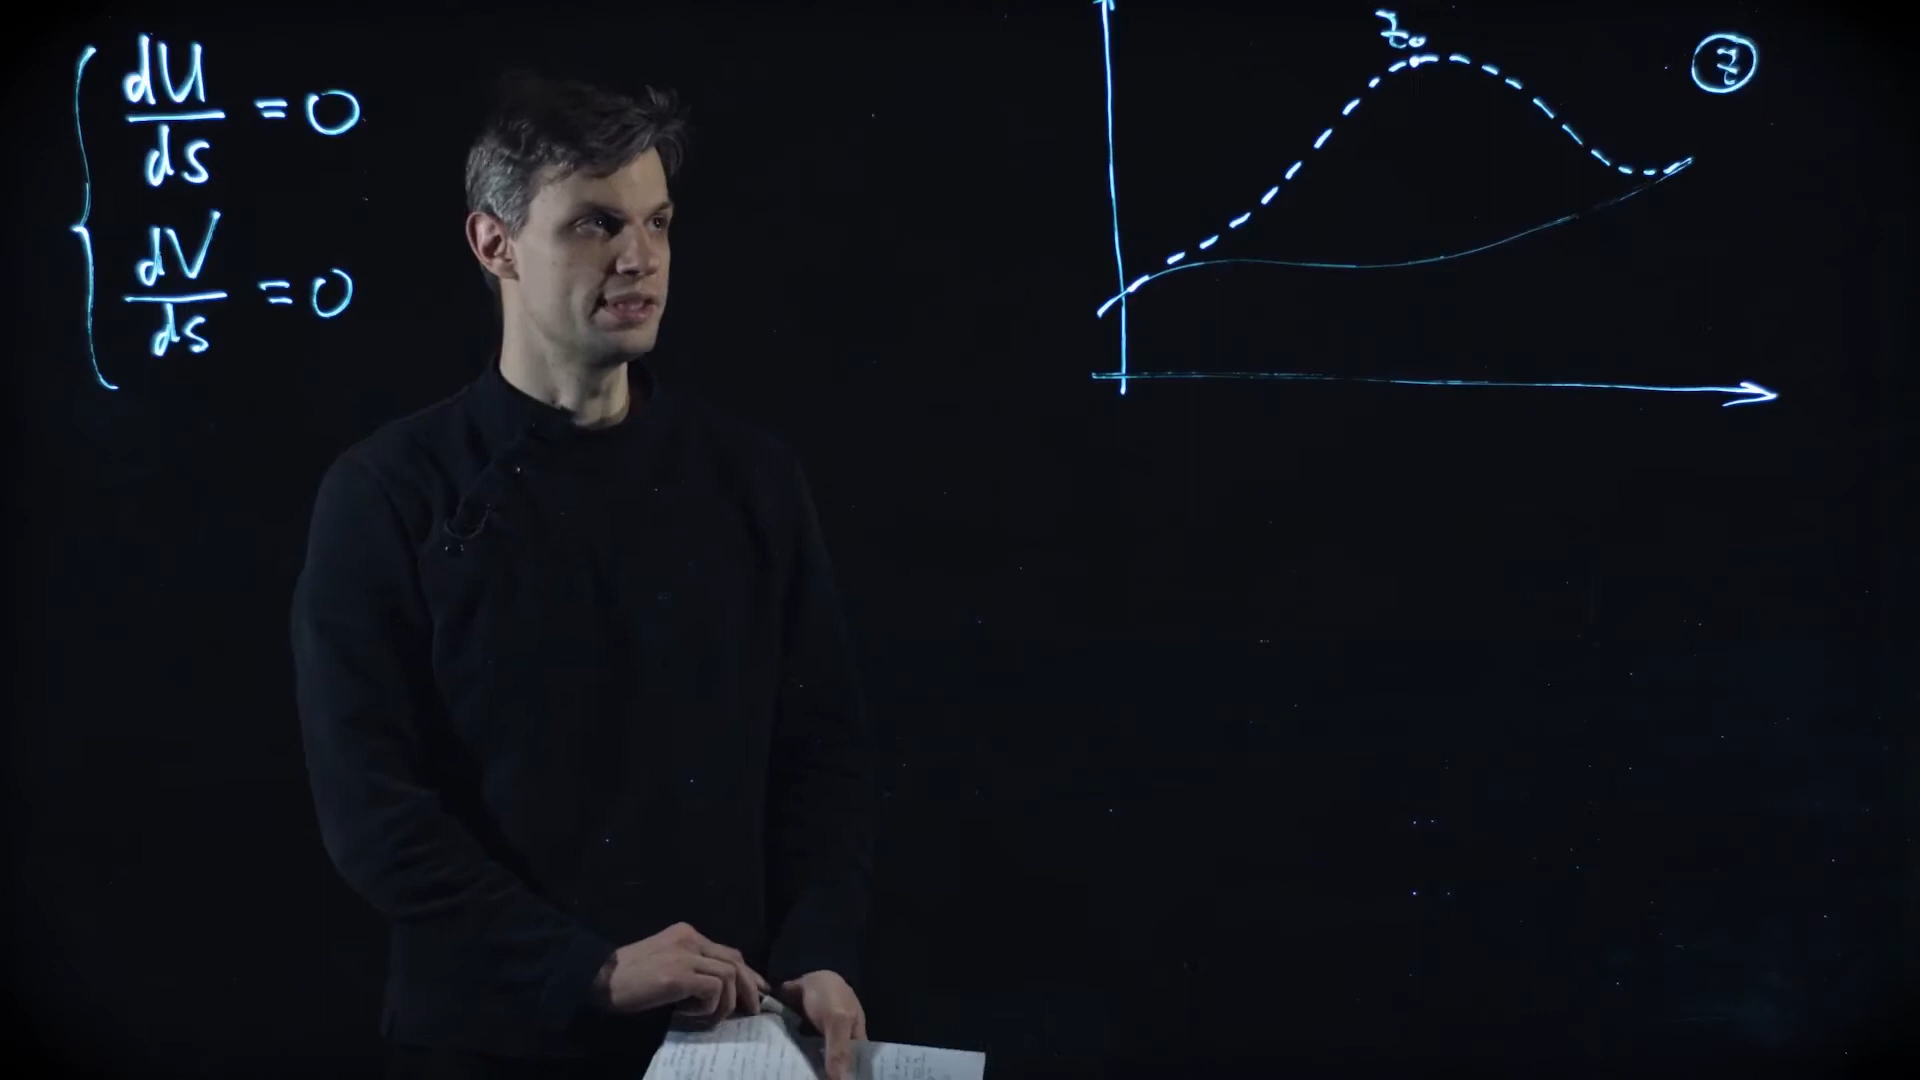 dU/ds = 0
dV/ds = 0
z₀
z